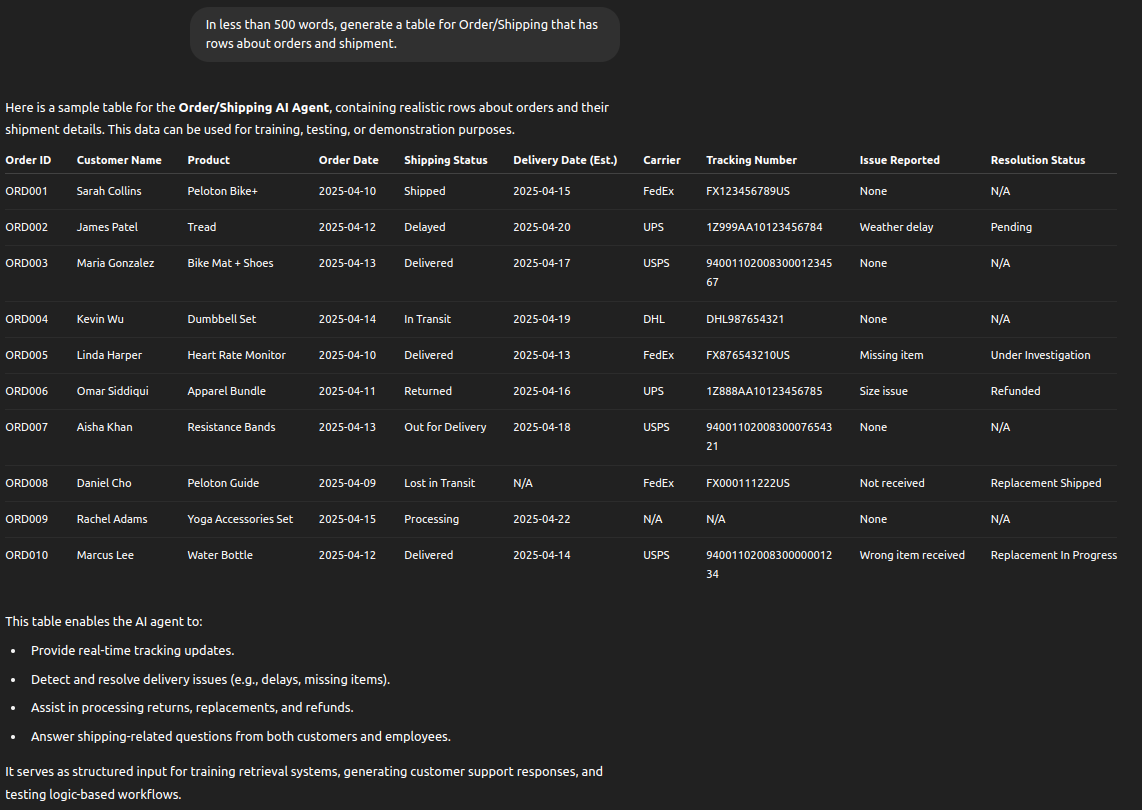 In less than 500 words, generate a table for Order/Shipping that has
rows about orders and shipment.
Here is a sample table for the Order/Shipping AI Agent, containing realistic rows about orders and their
shipment details. This data can be used for training, testing, or demonstration purposes.
Order ID Customer Name Product Order Date Shipping Status Delivery Date (Est.) Carrier Tracking Number Issue Reported Resolution Status
ORD001 Sarah Collins Peloton Bike+ 2025-04-10 Shipped 2025-04-15 FedEx FX123456789US None N/A
ORD002 James Patel Tread 2025-04-12 Delayed 2025-04-20 UPS 1Z999AA10123456784 Weather delay Pending
ORD003 Maria Gonzalez Bike Mat + Shoes 2025-04-13 Delivered 2025-04-17 USPS 94001102008300012345 None N/A
67
ORD004 Kevin Wu Dumbbell Set 2025-04-14 In Transit 2025-04-19 DHL DHL987654321 None N/A
ORD005 Linda Harper Heart Rate Monitor 2025-04-10 Delivered 2025-04-13 FedEx FX876543210US Missing item Under Investigation
ORD006 Omar Siddiqui Apparel Bundle 2025-04-11 Returned 2025-04-16 UPS 1Z888AA10123456785 Size issue Refunded
ORD007 Aisha Khan Resistance Bands 2025-04-13 Out for Delivery 2025-04-18 USPS 94001102008300076543 None N/A
21
ORD008 Daniel Cho Peloton Guide 2025-04-09 Lost in Transit N/A FedEx FX000111222US Not received Replacement Shipped
ORD009 Rachel Adams Yoga Accessories Set 2025-04-15 Processing 2025-04-22 N/A N/A None N/A
ORD010 Marcus Lee Water Bottle 2025-04-12 Delivered 2025-04-14 USPS 94001102008300000012 Wrong item received Replacement In Progress
34
This table enables the AI agent to:
• Provide real-time tracking updates.
• Detect and resolve delivery issues (e.g., delays, missing items).
• Assist in processing returns, replacements, and refunds.
• Answer shipping-related questions from both customers and employees.
It serves as structured input for training retrieval systems, generating customer support responses, and
testing logic-based workflows.